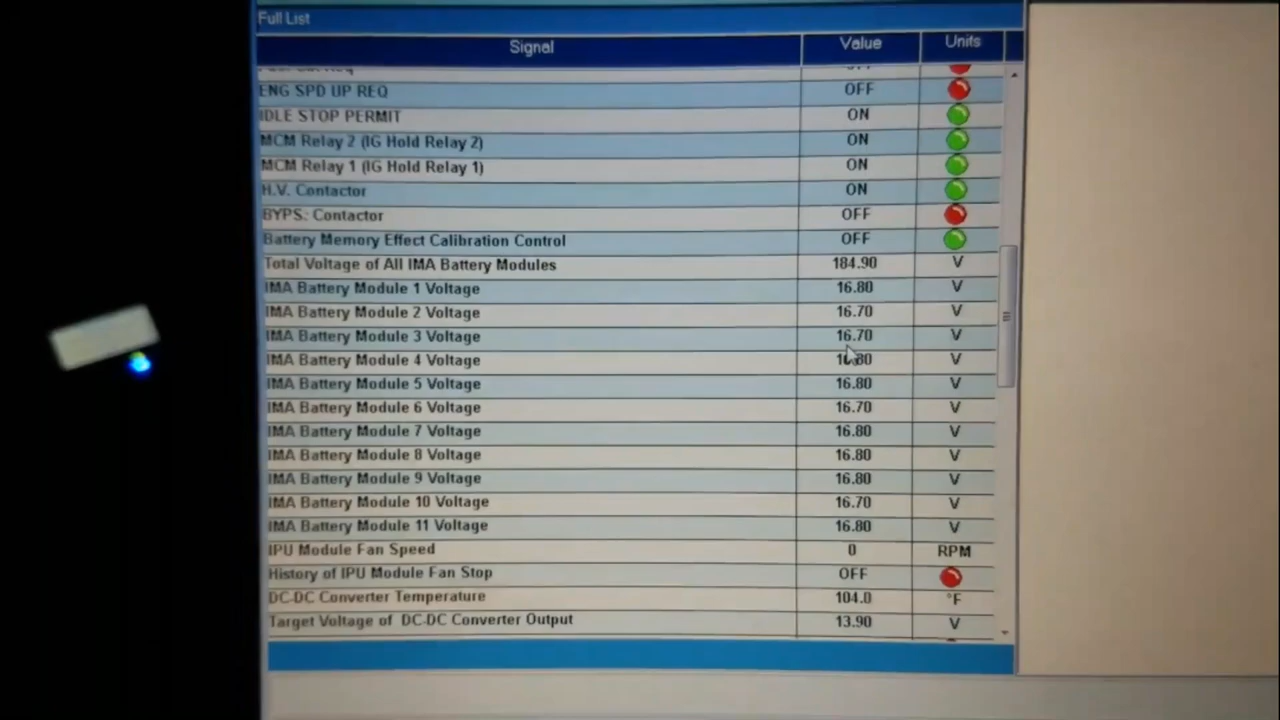 Full List
Signal Value Units
ENG SPD UP REQ OFF
IDLE STOP PERMIT ON
MCM Relay 2 (IG Hold Relay 2) ON
MCM Relay 1 (IG Hold Relay 1) ON
H.V. Contactor ON
BYPS. Contactor OFF
Battery Memory Effect Calibration Control OFF
Total Voltage of All IMA Battery Modules 184.90 V
IMA Battery Module 1 Voltage 16.80 V
IMA Battery Module 2 Voltage 16.70 V
IMA Battery Module 3 Voltage 16.70 V
IMA Battery Module 4 Voltage V
IMA Battery Module 5 Voltage 16.80 V
IMA Battery Module 6 Voltage 16.70 V
IMA Battery Module 7 Voltage 16.80 V
IMA Battery Module 8 Voltage 16.80 V
IMA Battery Module 9 Voltage 16.80 V
IMA Battery Module 10 Voltage 16.70 V
IMA Battery Module 11 Voltage 16.80 V
IPU Module Fan Speed 0 RPM
History of IPU Module Fan Stop OFF
DC-DC Converter Temperature 104.0 °F
Target Voltage of DC-DC Converter Output 13.90 V